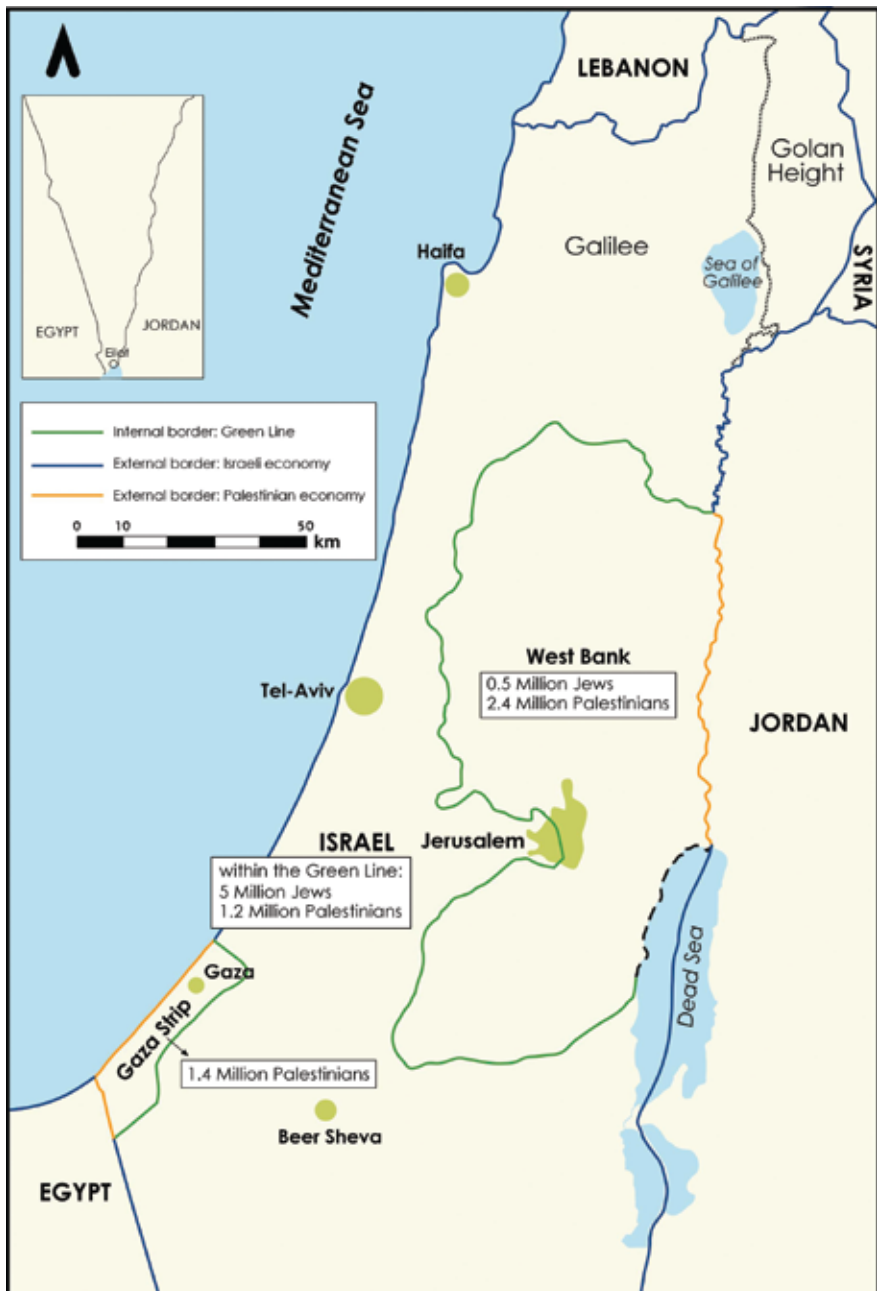 LEBANON
Golan
Height
Mediterranean Sea
Galilee
Haifa
Sea of
Galilee
SYRIA
EGYPT
JORDAN
Eilat
Internal border: Green Line
External border: Israeli economy
External border: Palestinian economy
0 10 50
km
West Bank
0.5 Million Jews
2.4 Million Palestinians
Tel-Aviv
JORDAN
ISRAEL
Jerusalem
within the Green Line:
5 Million Jews
1.2 Million Palestinians
Dead Sea
Gaza
Gaza Strip
1.4 Million Palestinians
Beer Sheva
EGYPT